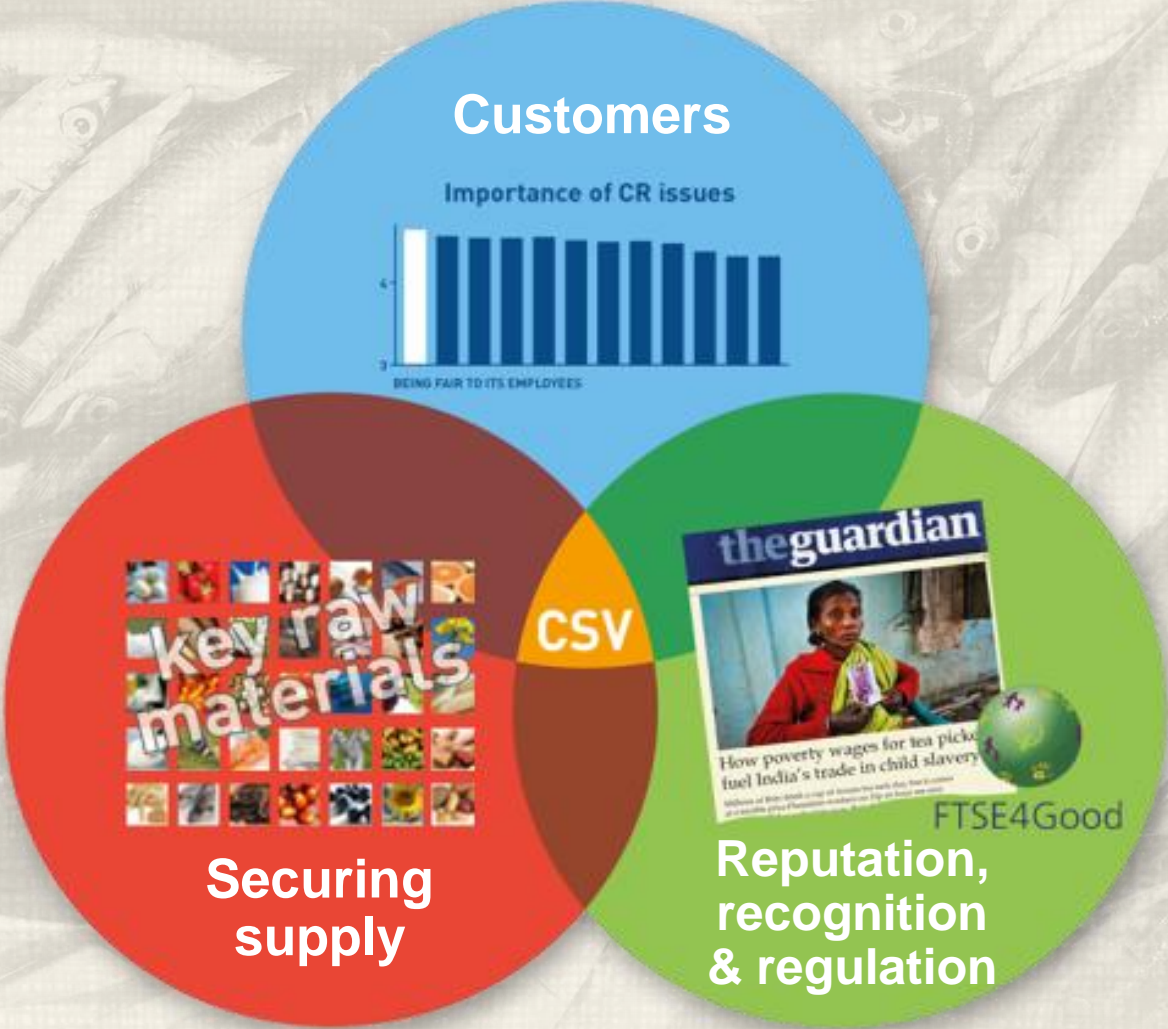 Customers
Importance of CR issues
4
3
BEING FAIR TO ITS EMPLOYEES
key raw
materials
CSV
theguardian
How poverty wages for tea picke
fuel India's trade in child slavery
FTSE4Good
Securing
supply
Reputation,
recognition
& regulation